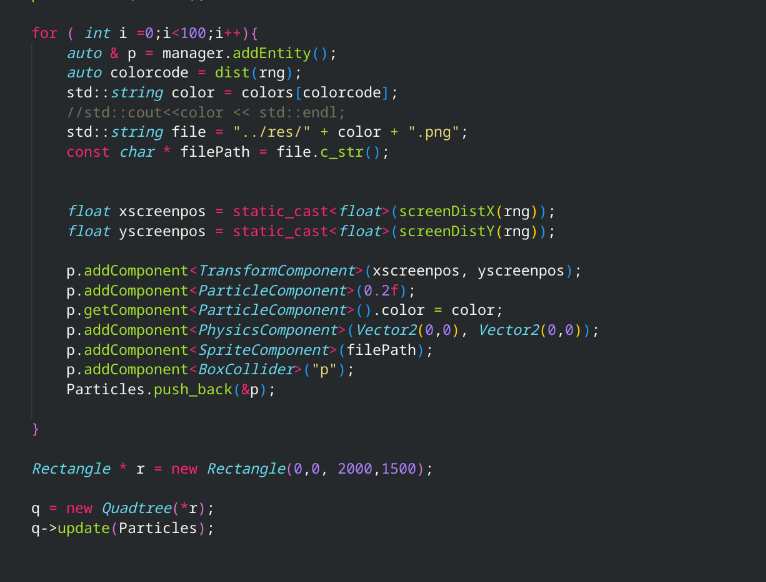 for ( int i =0;i<100;i++){
auto & p = manager.addEntity();
auto colorcode = dist(rng);
std::string color = colors[colorcode];
//std::cout<<color << std::endl;
std::string file = "../res/" + color + ".png";
const char * filePath = file.c_str();
float xscreenpos = static_cast<float>(screenDistX(rng));
float yscreenpos = static_cast<float>(screenDistY(rng));
p.addComponent<TransformComponent>(xscreenpos, yscreenpos);
p.addComponent<ParticleComponent>(0.2f);
p.getComponent<ParticleComponent>().color = color;
p.addComponent<PhysicsComponent>(Vector2(0,0), Vector2(0,0));
p.addComponent<SpriteComponent>(filePath);
p.addComponent<BoxCollider>("p");
Particles.push_back(&p);
}
Rectangle * r = new Rectangle(0,0, 2000,1500);
q = new Quadtree(*r);
q->update(Particles);